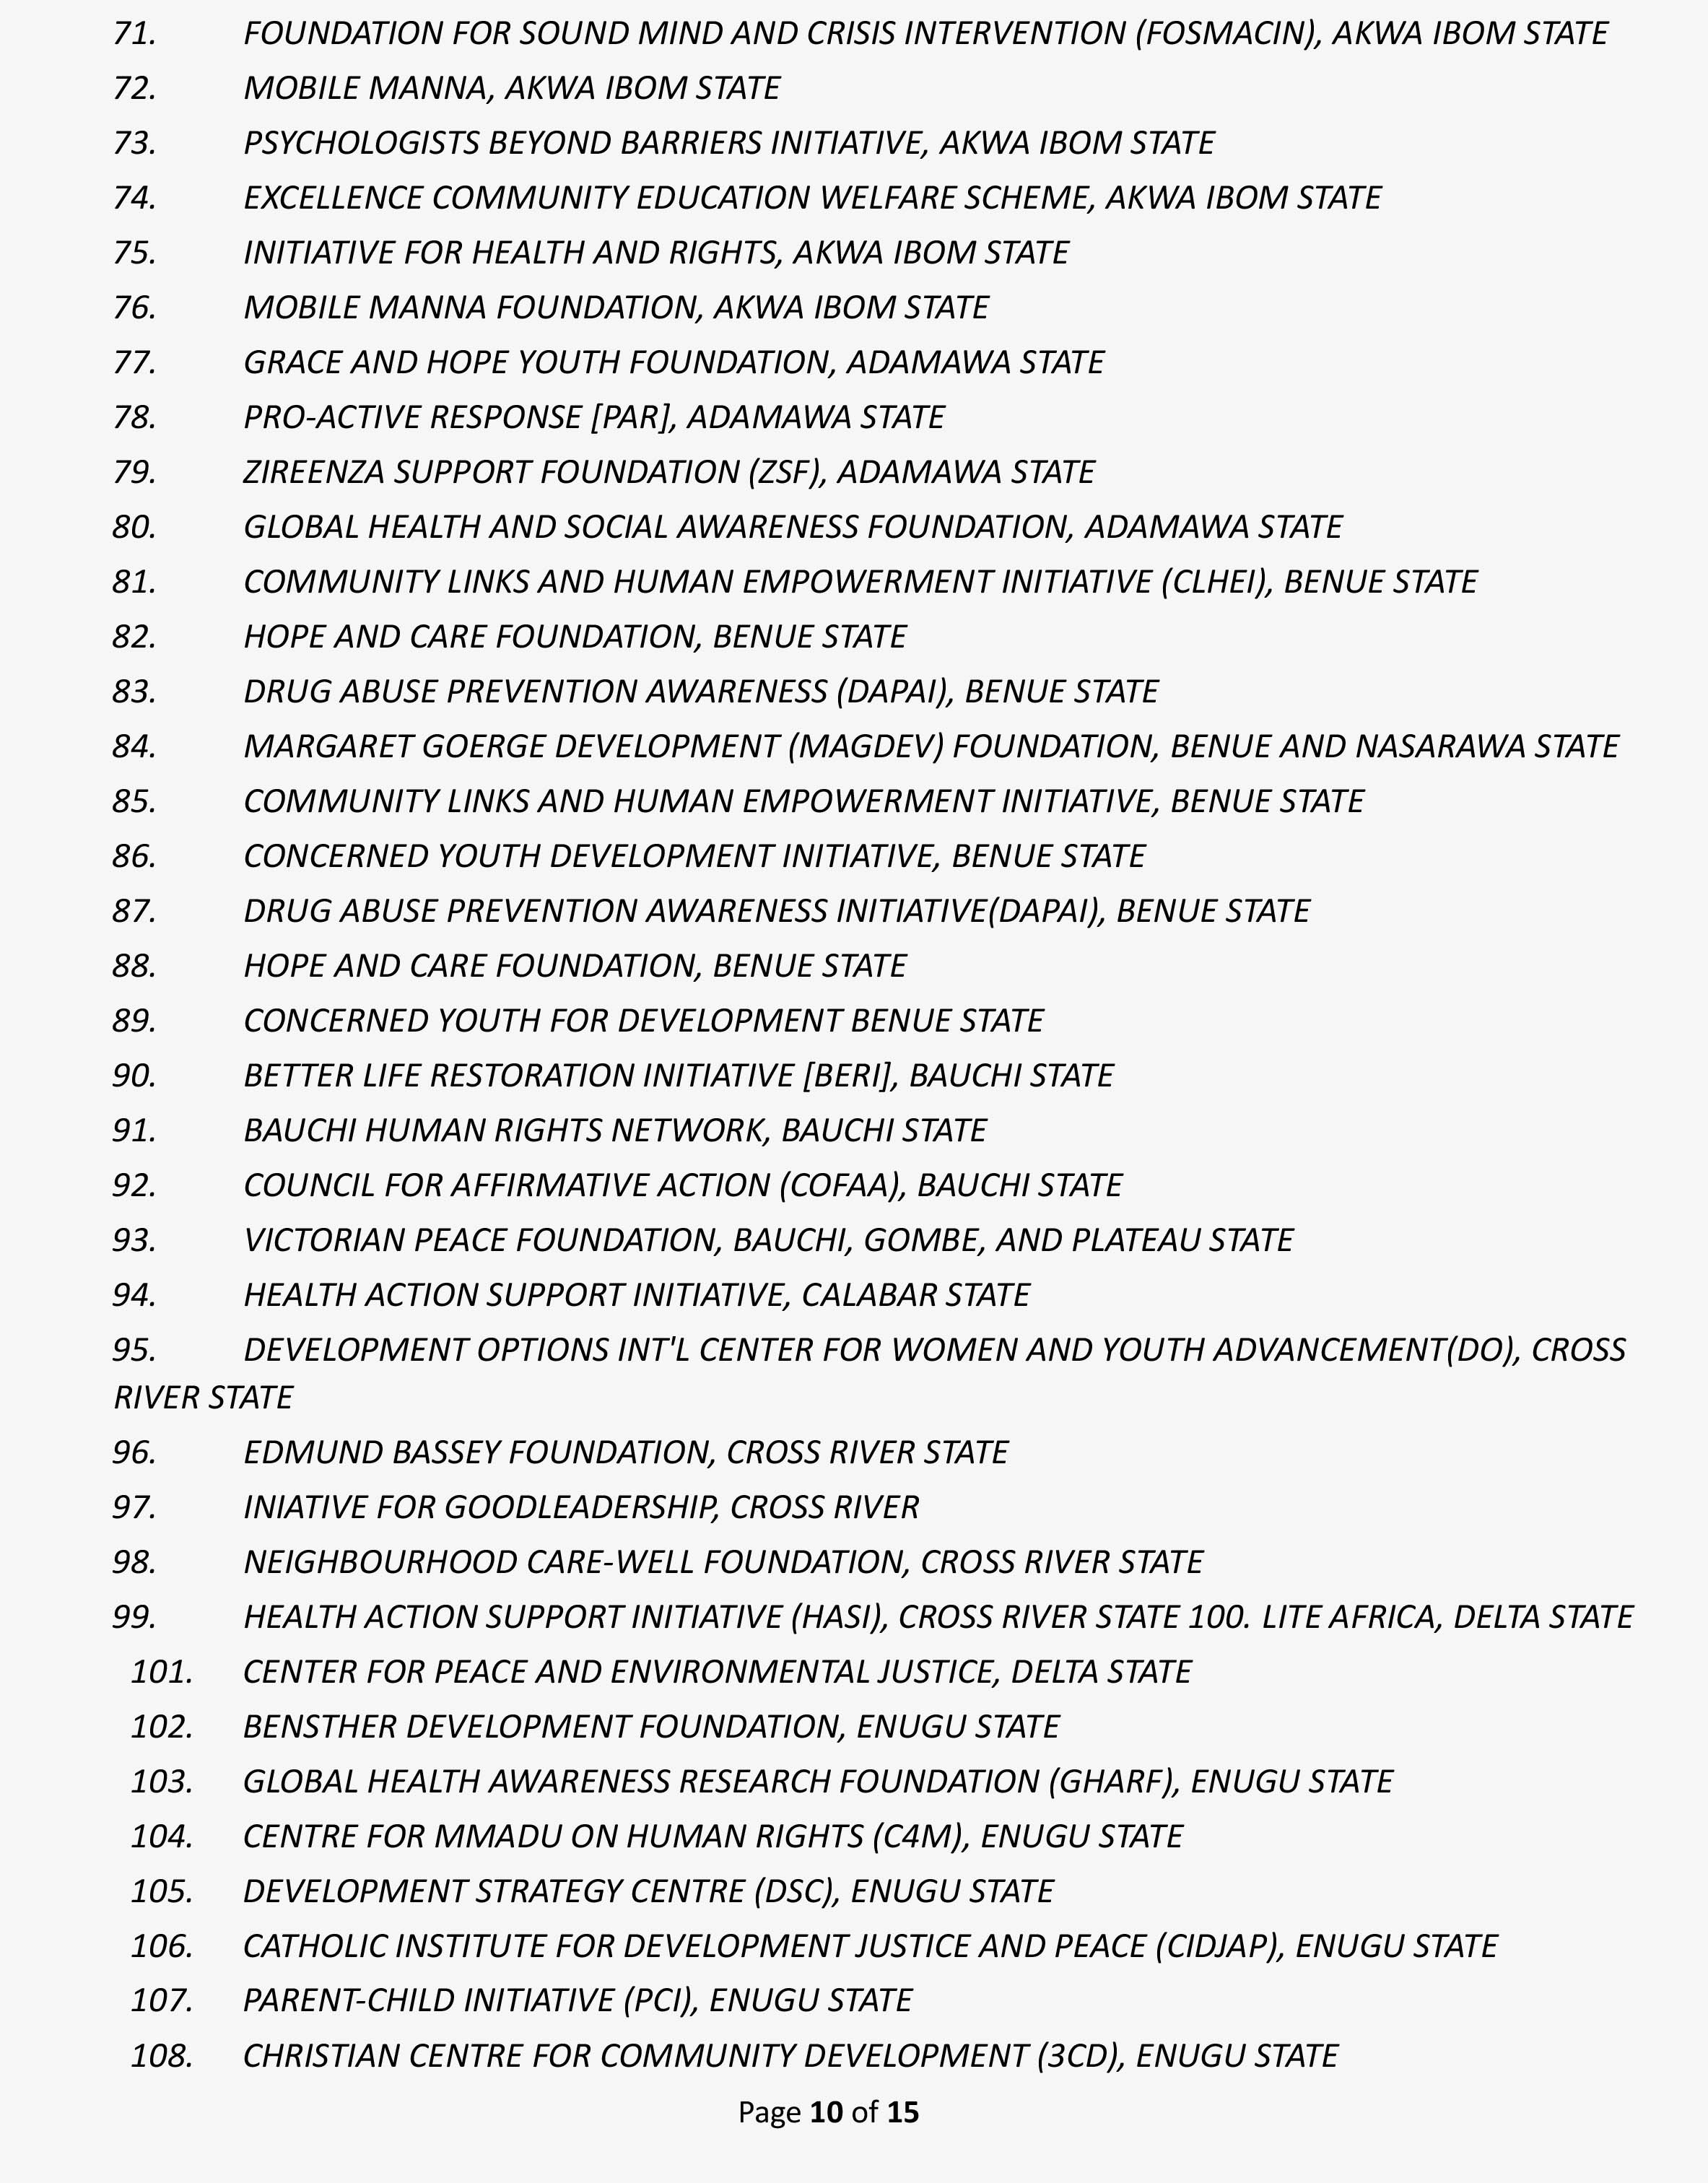 71. FOUNDATION FOR SOUND MIND AND CRISIS INTERVENTION (FOSMACIN), AKWA IBOM STATE
72. MOBILE MANNA, AKWA IBOM STATE
73. PSYCHOLOGISTS BEYOND BARRIERS INITIATIVE, AKWA IBOM STATE
74. EXCELLENCE COMMUNITY EDUCATION WELFARE SCHEME, AKWA IBOM STATE
75. INITIATIVE FOR HEALTH AND RIGHTS, AKWA IBOM STATE
76. MOBILE MANNA FOUNDATION, AKWA IBOM STATE
77. GRACE AND HOPE YOUTH FOUNDATION, ADAMAWA STATE
78. PRO-ACTIVE RESPONSE [PAR], ADAMAWA STATE
79. ZIREENZA SUPPORT FOUNDATION (ZSF), ADAMAWA STATE
80. GLOBAL HEALTH AND SOCIAL AWARENESS FOUNDATION, ADAMAWA STATE
81. COMMUNITY LINKS AND HUMAN EMPOWERMENT INITIATIVE (CLHEI), BENUE STATE
82. HOPE AND CARE FOUNDATION, BENUE STATE
83. DRUG ABUSE PREVENTION AWARENESS (DAPAI), BENUE STATE
84. MARGARET GOERGE DEVELOPMENT (MAGDEV) FOUNDATION, BENUE AND NASARAWA STATE
85. COMMUNITY LINKS AND HUMAN EMPOWERMENT INITIATIVE, BENUE STATE
86. CONCERNED YOUTH DEVELOPMENT INITIATIVE, BENUE STATE
87. DRUG ABUSE PREVENTION AWARENESS INITIATIVE(DAPAI), BENUE STATE
88. HOPE AND CARE FOUNDATION, BENUE STATE
89. CONCERNED YOUTH FOR DEVELOPMENT BENUE STATE
90. BETTER LIFE RESTORATION INITIATIVE [BERI], BAUCHI STATE
91. BAUCHI HUMAN RIGHTS NETWORK, BAUCHI STATE
92. COUNCIL FOR AFFIRMATIVE ACTION (COFAA), BAUCHI STATE
93. VICTORIAN PEACE FOUNDATION, BAUCHI, GOMBE, AND PLATEAU STATE
94. HEALTH ACTION SUPPORT INITIATIVE, CALABAR STATE
95. DEVELOPMENT OPTIONS INT'L CENTER FOR WOMEN AND YOUTH ADVANCEMENT(DO), CROSS
RIVER STATE
96. EDMUND BASSEY FOUNDATION, CROSS RIVER STATE
97. INIATIVE FOR GOODLEADERSHIP, CROSS RIVER
98. NEIGHBOURHOOD CARE-WELL FOUNDATION, CROSS RIVER STATE
99. HEALTH ACTION SUPPORT INITIATIVE (HASI), CROSS RIVER STATE 100. LITE AFRICA, DELTA STATE
101. CENTER FOR PEACE AND ENVIRONMENTAL JUSTICE, DELTA STATE
102. BENSTHER DEVELOPMENT FOUNDATION, ENUGU STATE
103. GLOBAL HEALTH AWARENESS RESEARCH FOUNDATION (GHARF), ENUGU STATE
104. CENTRE FOR MMADU ON HUMAN RIGHTS (C4M), ENUGU STATE
105. DEVELOPMENT STRATEGY CENTRE (DSC), ENUGU STATE
106. CATHOLIC INSTITUTE FOR DEVELOPMENT JUSTICE AND PEACE (CIDJAP), ENUGU STATE
107. PARENT-CHILD INITIATIVE (PCI), ENUGU STATE
108. CHRISTIAN CENTRE FOR COMMUNITY DEVELOPMENT (3CD), ENUGU STATE
Page 10 of 15